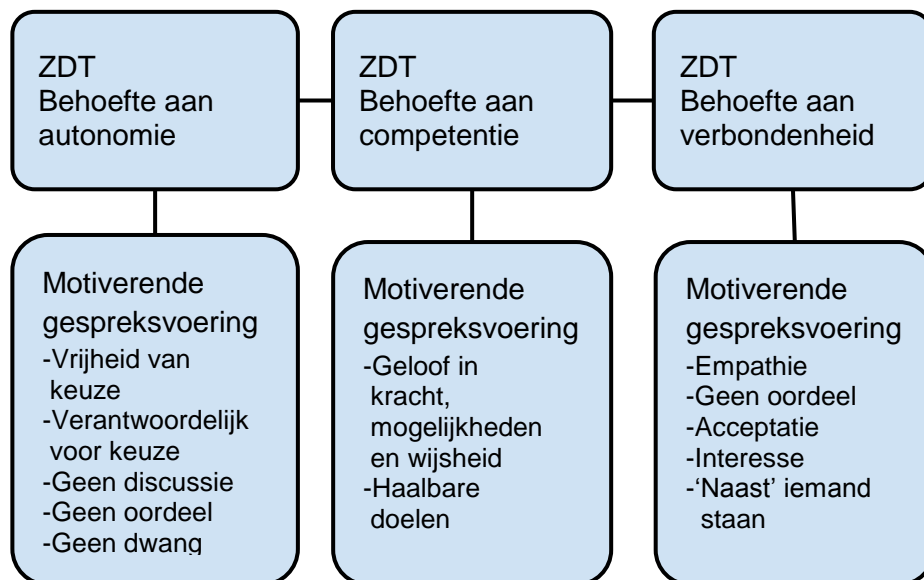 ZDT
Behoefte aan
autonomie
ZDT
Behoefte aan
competentie
ZDT
Behoefte aan
verbondenheid
Motiverende
gespreksvoering
-Vrijheid van
keuze
-Verantwoordelijk
voor keuze
-Geen discussie
-Geen oordeel
-Geen dwang
Motiverende
gespreksvoering
-Geloof in
kracht,
mogelijkheden
en wijsheid
-Haalbare
doelen
Motiverende
gespreksvoering
-Empathie
-Geen oordeel
-Acceptatie
-Interesse
-‘Naast’ iemand
staan